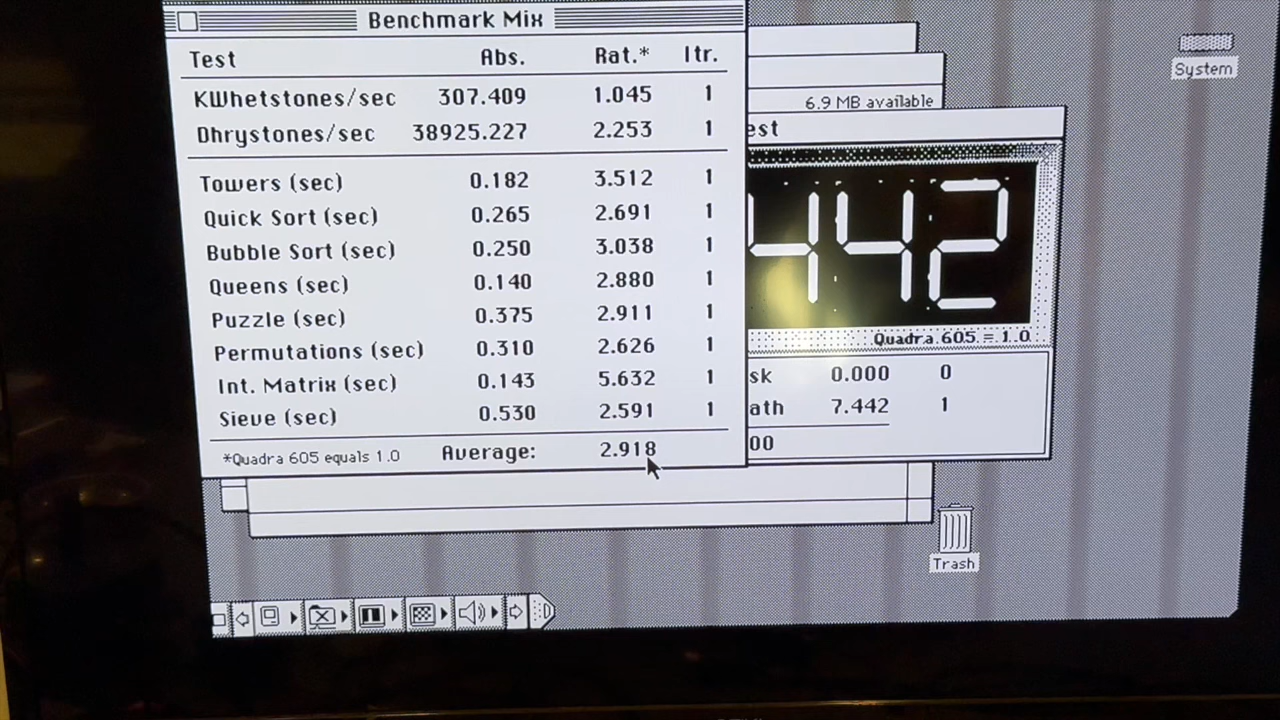 Benchmark Mix
Test Abs. Rat.* Itr.
KWhetstones/sec 307.409 1.045 1
Dhrystones/sec 38925.227 2.253 1
Towers (sec) 0.182 3.512 1
Quick Sort (sec) 0.265 2.691 1
Bubble Sort (sec) 0.250 3.038 1
Queens (sec) 0.140 2.880 1
Puzzle (sec) 0.375 2.911 1
Permutations (sec) 0.310 2.626 1
Int. Matrix (sec) 0.143 5.632 1
Sieve (sec) 0.530 2.591 1
*Quadra 605 equals 1.0 Average: 2.918
6.9 MB available
est
442
Quadra 605 = 1.0
sk 0.000 0
ath 7.442 1
00
System
Trash